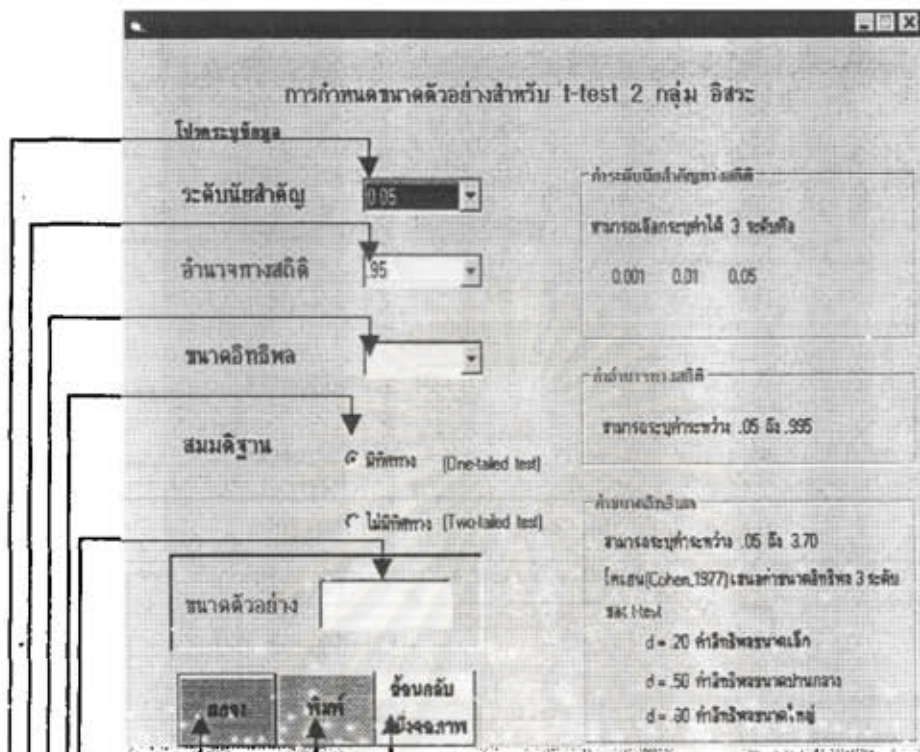 การกำหนดขนาดตัวอย่างสำหรับ t-test 2 กลุ่ม อิสระ
โปรดระบุข้อมูล
ระดับนัยสำคัญ
0.05
อำนาจทางสถิติ
.95
ขนาดอิทธิพล
สมมติฐาน
มีทิศทาง (One-tailed test)
ไม่มีทิศทาง (Two-tailed test)
ขนาดตัวอย่าง
ตกลง
พิมพ์
ย้อนกลับ
ค่าระดับนัยสำคัญทางสถิติ
สามารถเลือกระบุค่าได้ 3 ระดับคือ
0.001 0.01 0.05
ค่าอำนาจทางสถิติ
สามารถระบุค่าระหว่าง .05 ถึง .995
ค่าขนาดอิทธิพล
สามารถระบุค่าระหว่าง .05 ถึง 3.70
โคเฮน(Cohen,1977)เสนอค่าขนาดอิทธิพล 3 ระดับ
ของ t-test
d = .20 ค่าอิทธิพลขนาดเล็ก
d = .50 ค่าอิทธิพลขนาดปานกลาง
d = .80 ค่าอิทธิพลขนาดใหญ่